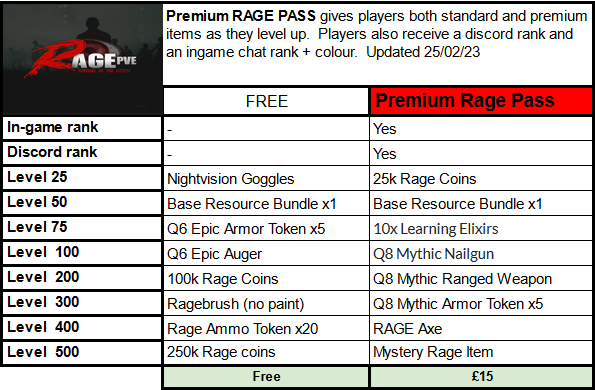 Premium RAGE PASS gives players both standard and premium
items as they level up. Players also receive a discord rank and
an ingame chat rank + colour. Updated 25/02/23
RAGE PVE
SURVIVAL OF THE FITTEST
FREE Premium Rage Pass
In-game rank - Yes
Discord rank - Yes
Level 25 Nightvision Goggles 25k Rage Coins
Level 50 Base Resource Bundle x1 Base Resource Bundle x1
Level 75 Q6 Epic Armor Token x5 10x Learning Elixirs
Level 100 Q6 Epic Auger Q8 Mythic Nailgun
Level 200 100k Rage Coins Q8 Mythic Ranged Weapon
Level 300 Ragebrush (no paint) Q8 Mythic Armor Token x5
Level 400 Rage Ammo Token x20 RAGE Axe
Level 500 250k Rage coins Mystery Rage Item
Free £15